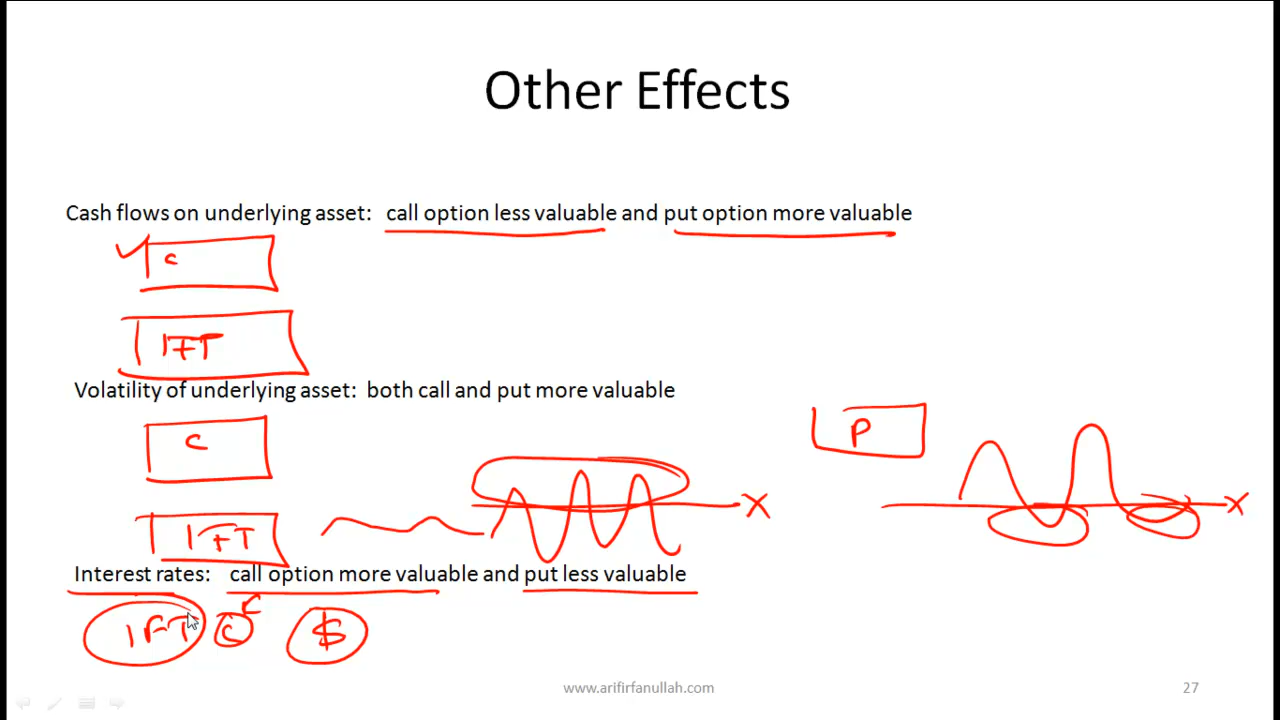 Other Effects
Cash flows on underlying asset: call option less valuable and put option more valuable
C
IFT
Volatility of underlying asset: both call and put more valuable
C
P
X
X
IFT
Interest rates: call option more valuable and put less valuable
IFT C $
www.arifirfanullah.com
27